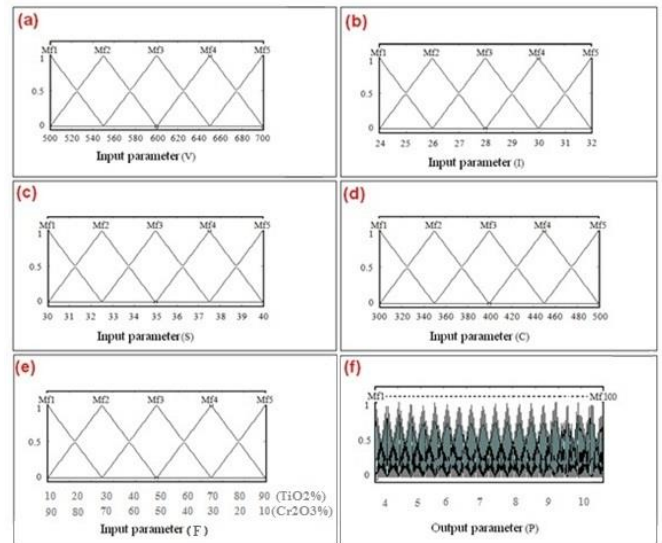 (a)
Mf1 Mf2 Mf3 Mf4 Mf5
1
0.5
0
500 520 540 550 580 600 620 640 660 680 700
Input parameter (V)
(b)
Mf1 Mf2 Mf3 Mf4 Mf5
1
0.5
0
24 25 26 27 28 29 30 31 32
Input parameter (I)
(c)
Mf1 Mf2 Mf3 Mf4 Mf5
1
0.5
0
30 31 32 33 34 35 36 37 38 39 40
Input parameter (S)
(d)
Mf1 Mf2 Mf3 Mf4 Mf5
1
0.5
0
300 320 340 360 380 400 420 440 460 480 500
Input parameter (C)
(e)
Mf1 Mf2 Mf3 Mf4 Mf5
1
0.5
0
10 20 30 40 50 60 70 80 90 (TiO2%)
90 80 70 60 50 40 30 20 10 (Cr2O3%)
Input parameter (F)
(f)
Mf1 Mf100
1
0.5
0
4 5 6 7 8 9 10
Output parameter (P)